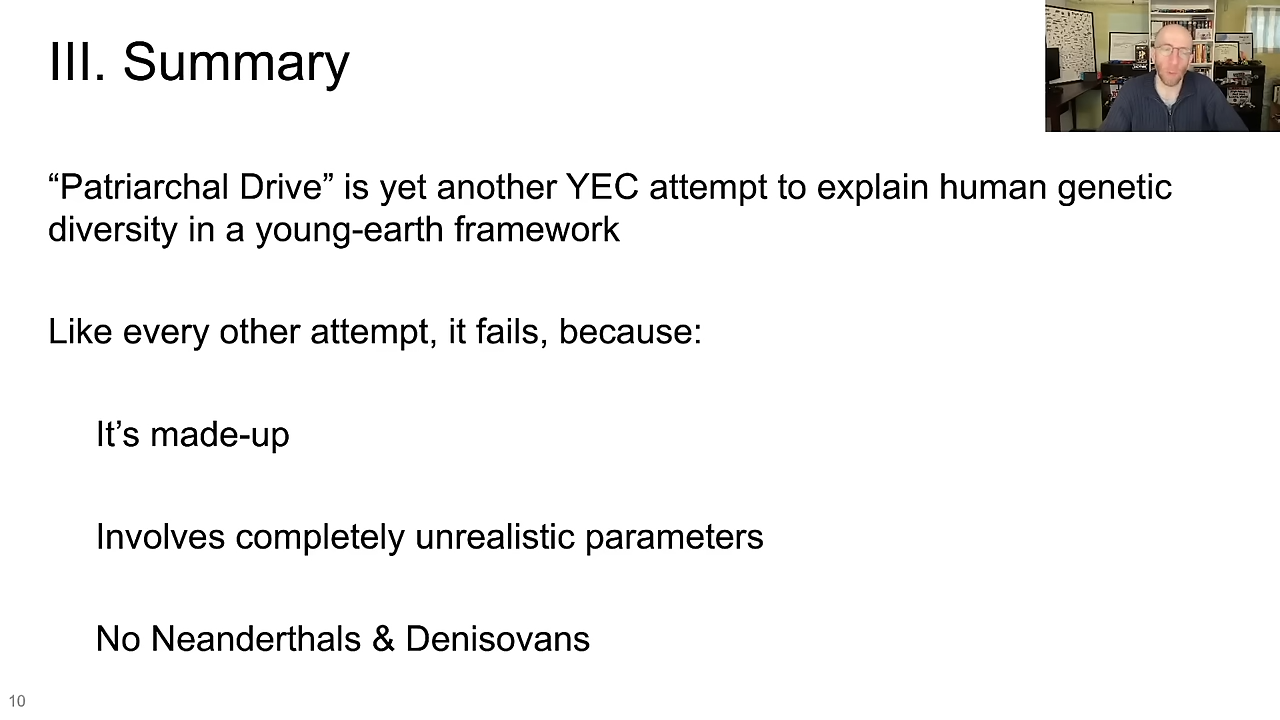 III. Summary
“Patriarchal Drive” is yet another YEC attempt to explain human genetic
diversity in a young-earth framework
Like every other attempt, it fails, because:
It’s made-up
Involves completely unrealistic parameters
No Neanderthals & Denisovans
10